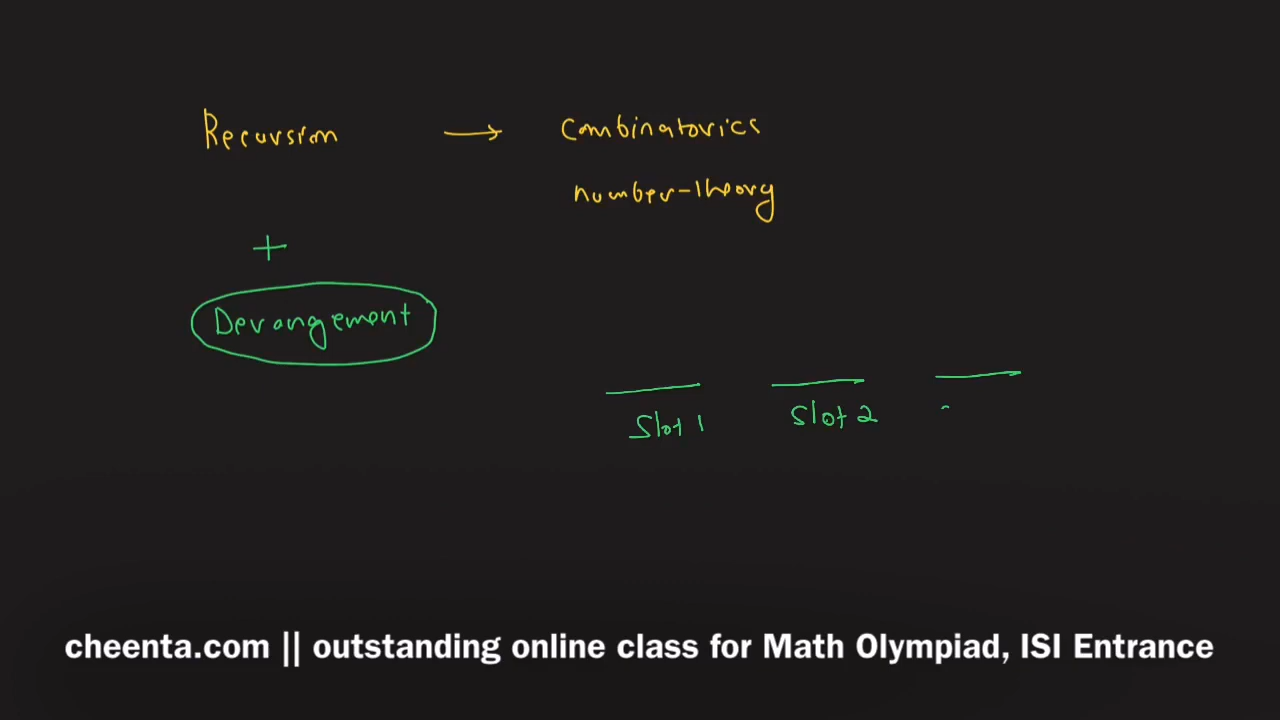 Recursion → Combinatorics
number-theory
+
Derangement
Slot 1 Slot 2
cheenta.com || outstanding online class for Math Olympiad, ISI Entrance